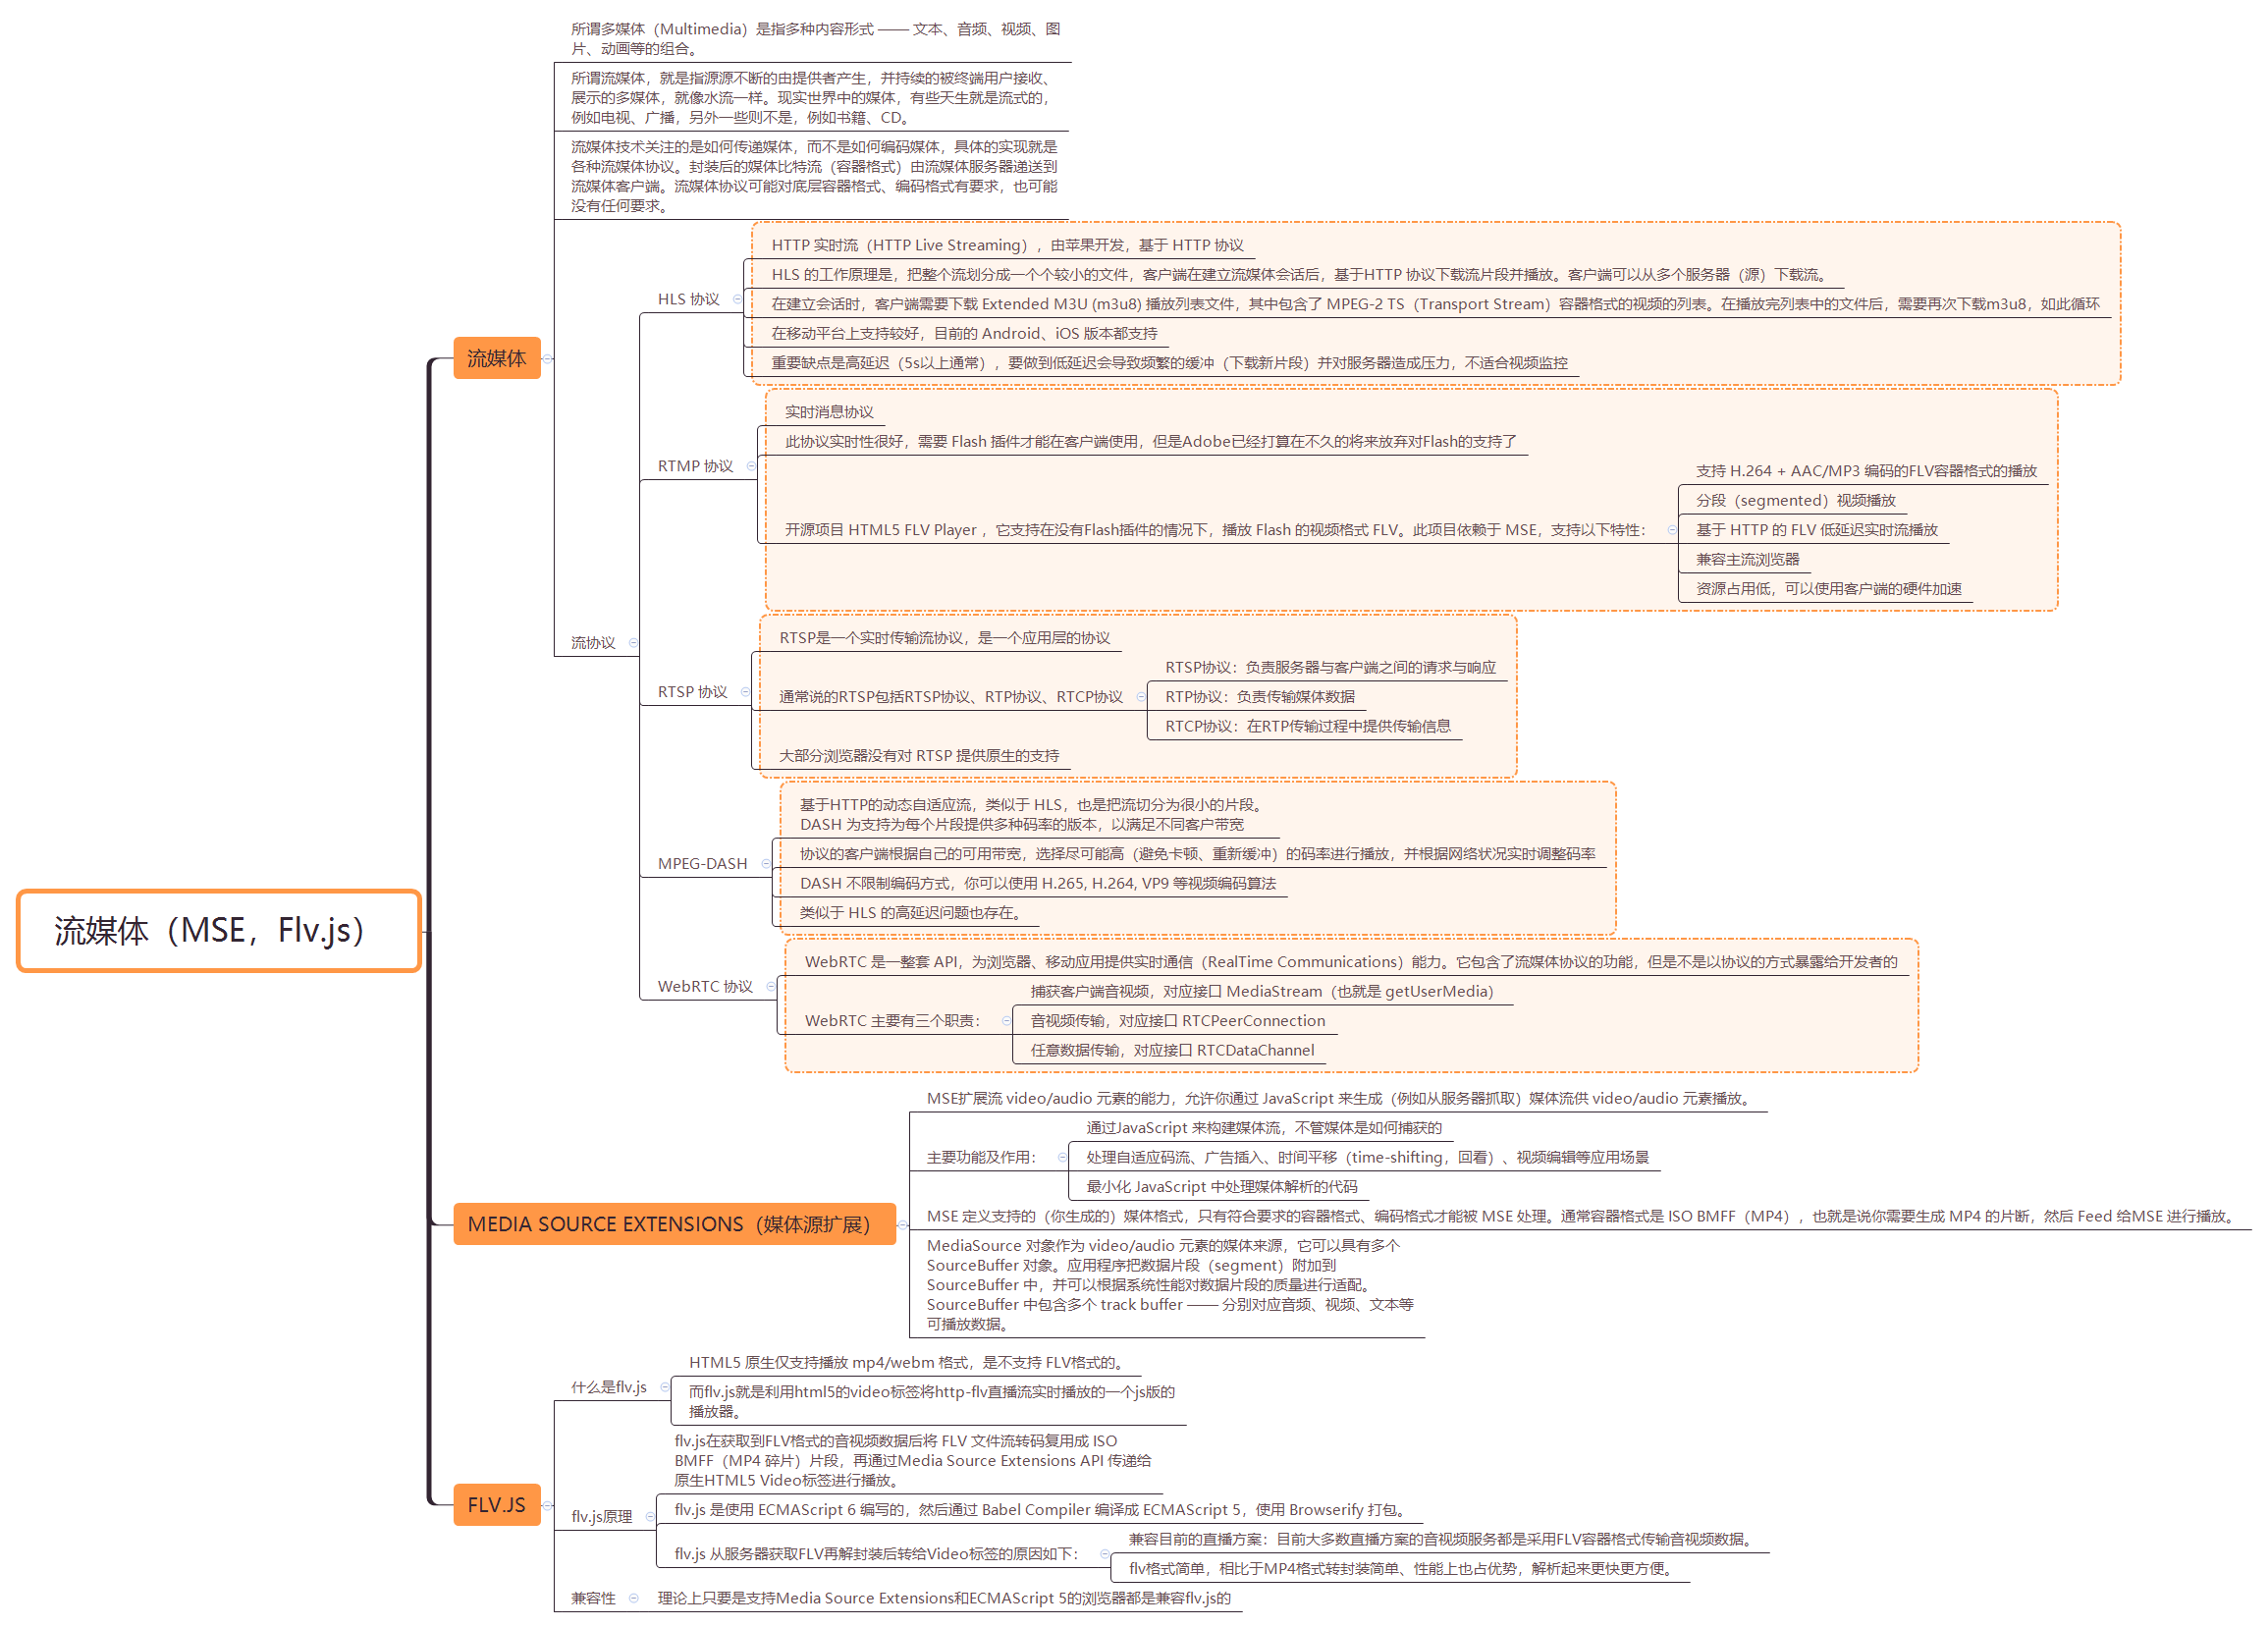 流媒体（MSE，Flv.js）
流媒体
所谓多媒体（Multimedia）是指多种内容形式 —— 文本、音频、视频、图
片、动画等的组合。
所谓流媒体，就是指源源不断的由提供者产生，并持续的被终端用户接收、
展示的多媒体，就像水流一样。现实世界中的媒体，有些天生就是流式的，
例如电视、广播，另外一些则不是，例如书籍、CD。
流媒体技术关注的是如何传递媒体，而不是如何编码媒体，具体的实现就是
各种流媒体协议。封装后的媒体比特流（容器格式）由流媒体服务器递送到
流媒体客户端。流媒体协议可能对底层容器格式、编码格式有要求，也可能
没有任何要求。
流协议
HLS 协议
HTTP 实时流（HTTP Live Streaming），由苹果开发，基于 HTTP 协议
HLS 的工作原理是，把整个流划分成一个个较小的文件，客户端在建立流媒体会话后，基于HTTP 协议下载流片段并播放。客户端可以从多个服务器（源）下载流。
在建立会话时，客户端需要下载 Extended M3U (m3u8) 播放列表文件，其中包含了 MPEG-2 TS（Transport Stream）容器格式的视频的列表。在播放完列表中的文件后，需要再次下载m3u8，如此循环
在移动平台上支持较好，目前的 Android、iOS 版本都支持
重要缺点是高延迟（5s以上通常），要做到低延迟会导致频繁的缓冲（下载新片段）并对服务器造成压力，不适合视频监控
RTMP 协议
实时消息协议
此协议实时性很好，需要 Flash 插件才能在客户端使用，但是Adobe已经打算在不久的将来放弃对Flash的支持了
开源项目 HTML5 FLV Player ，它支持在没有Flash插件的情况下，播放 Flash 的视频格式 FLV。此项目依赖于 MSE，支持以下特性：
支持 H.264 + AAC/MP3 编码的FLV容器格式的播放
分段（segmented）视频播放
基于 HTTP 的 FLV 低延迟实时流播放
兼容主流浏览器
资源占用低，可以使用客户端的硬件加速
RTSP 协议
RTSP是一个实时传输流协议，是一个应用层的协议
通常说的RTSP包括RTSP协议、RTP协议、RTCP协议
RTSP协议：负责服务器与客户端之间的请求与响应
RTP协议：负责传输媒体数据
RTCP协议：在RTP传输过程中提供传输信息
大部分浏览器没有对 RTSP 提供原生的支持
MPEG-DASH
基于HTTP的动态自适应流，类似于 HLS，也是把流切分为很小的片段。
DASH 为支持为每个片段提供多种码率的版本，以满足不同客户带宽
协议的客户端根据自己的可用带宽，选择尽可能高（避免卡顿、重新缓冲）的码率进行播放，并根据网络状况实时调整码率
DASH 不限制编码方式，你可以使用 H.265, H.264, VP9 等视频编码算法
类似于 HLS 的高延迟问题也存在。
WebRTC 协议
WebRTC 是一整套 API，为浏览器、移动应用提供实时通信（RealTime Communications）能力。它包含了流媒体协议的功能，但是不是以协议的方式暴露给开发者的
WebRTC 主要有三个职责：
捕获客户端音视频，对应接口 MediaStream（也就是 getUserMedia）
音视频传输，对应接口 RTCPeerConnection
任意数据传输，对应接口 RTCDataChannel
MEDIA SOURCE EXTENSIONS（媒体源扩展）
MSE扩展流 video/audio 元素的能力，允许你通过 JavaScript 来生成（例如从服务器抓取）媒体流供 video/audio 元素播放。
主要功能及作用：
通过JavaScript 来构建媒体流，不管媒体是如何捕获的
处理自适应码流、广告插入、时间平移（time-shifting，回看）、视频编辑等应用场景
最小化 JavaScript 中处理媒体解析的代码
MSE 定义支持的（你生成的）媒体格式，只有符合要求的容器格式、编码格式才能被 MSE 处理。通常容器格式是 ISO BMFF（MP4），也就是说你需要生成 MP4 的片断，然后 Feed 给MSE 进行播放。
MediaSource 对象作为 video/audio 元素的媒体来源，它可以具有多个
SourceBuffer 对象。应用程序把数据片段（segment）附加到
SourceBuffer 中，并可以根据系统性能对数据片段的质量进行适配。
SourceBuffer 中包含多个 track buffer —— 分别对应音频、视频、文本等
可播放数据。
FLV.JS
什么是flv.js
HTML5 原生仅支持播放 mp4/webm 格式，是不支持 FLV格式的。
而flv.js就是利用html5的video标签将http-flv直播流实时播放的一个js版的
播放器。
flv.js原理
flv.js在获取到FLV格式的音视频数据后将 FLV 文件流转码复用成 ISO
BMFF（MP4 碎片）片段，再通过Media Source Extensions API 传递给
原生HTML5 Video标签进行播放。
flv.js 是使用 ECMAScript 6 编写的，然后通过 Babel Compiler 编译成 ECMAScript 5，使用 Browserify 打包。
flv.js 从服务器获取FLV再解封装后转给Video标签的原因如下：
兼容目前的直播方案：目前大多数直播方案的音视频服务都是采用FLV容器格式传输音视频数据。
flv格式简单，相比于MP4格式转封装简单、性能上也占优势，解析起来更快更方便。
兼容性
理论上只要是支持Media Source Extensions和ECMAScript 5的浏览器都是兼容flv.js的